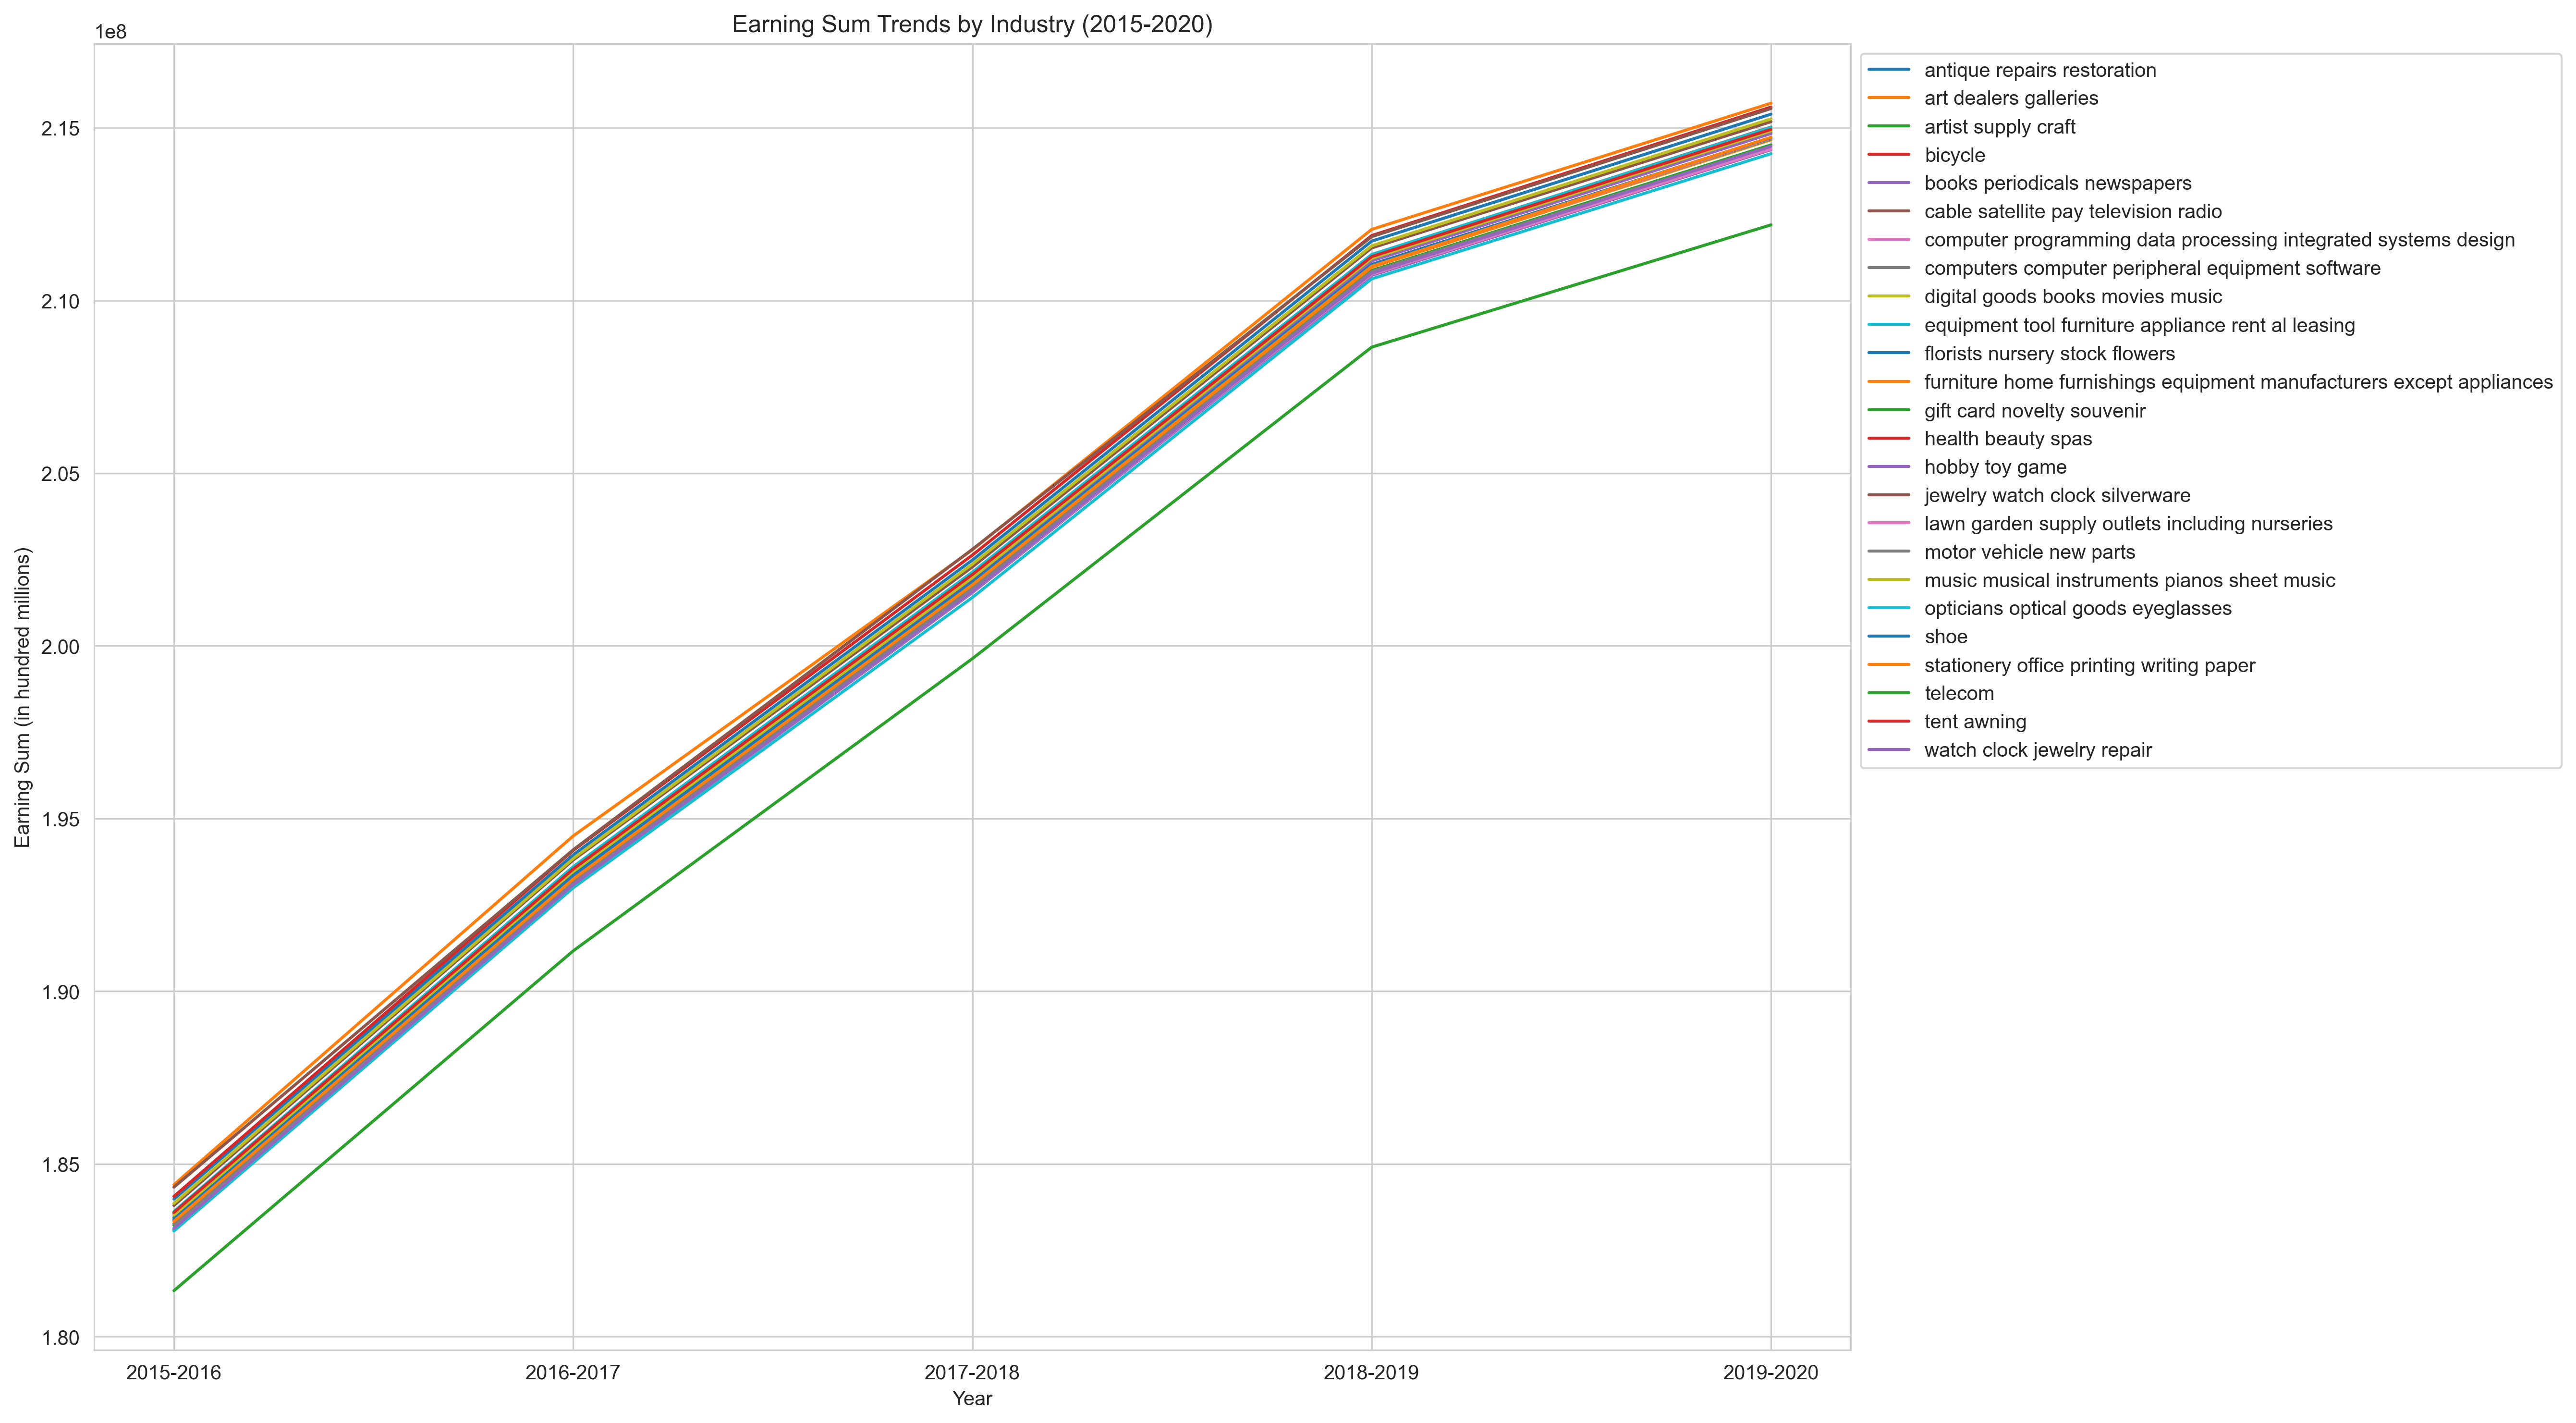 Earning Sum Trends by Industry (2015-2020)
1e8
2.15
2.10
2.05
2.00
1.95
1.90
1.85
1.80
Earning Sum (in hundred millions)
2015-2016
2016-2017
2017-2018
2018-2019
2019-2020
Year
antique repairs restoration
art dealers galleries
artist supply craft
bicycle
books periodicals newspapers
cable satellite pay television radio
computer programming data processing integrated systems design
computers computer peripheral equipment software
digital goods books movies music
equipment tool furniture appliance rent al leasing
florists nursery stock flowers
furniture home furnishings equipment manufacturers except appliances
gift card novelty souvenir
health beauty spas
hobby toy game
jewelry watch clock silverware
lawn garden supply outlets including nurseries
motor vehicle new parts
music musical instruments pianos sheet music
opticians optical goods eyeglasses
shoe
stationery office printing writing paper
telecom
tent awning
watch clock jewelry repair